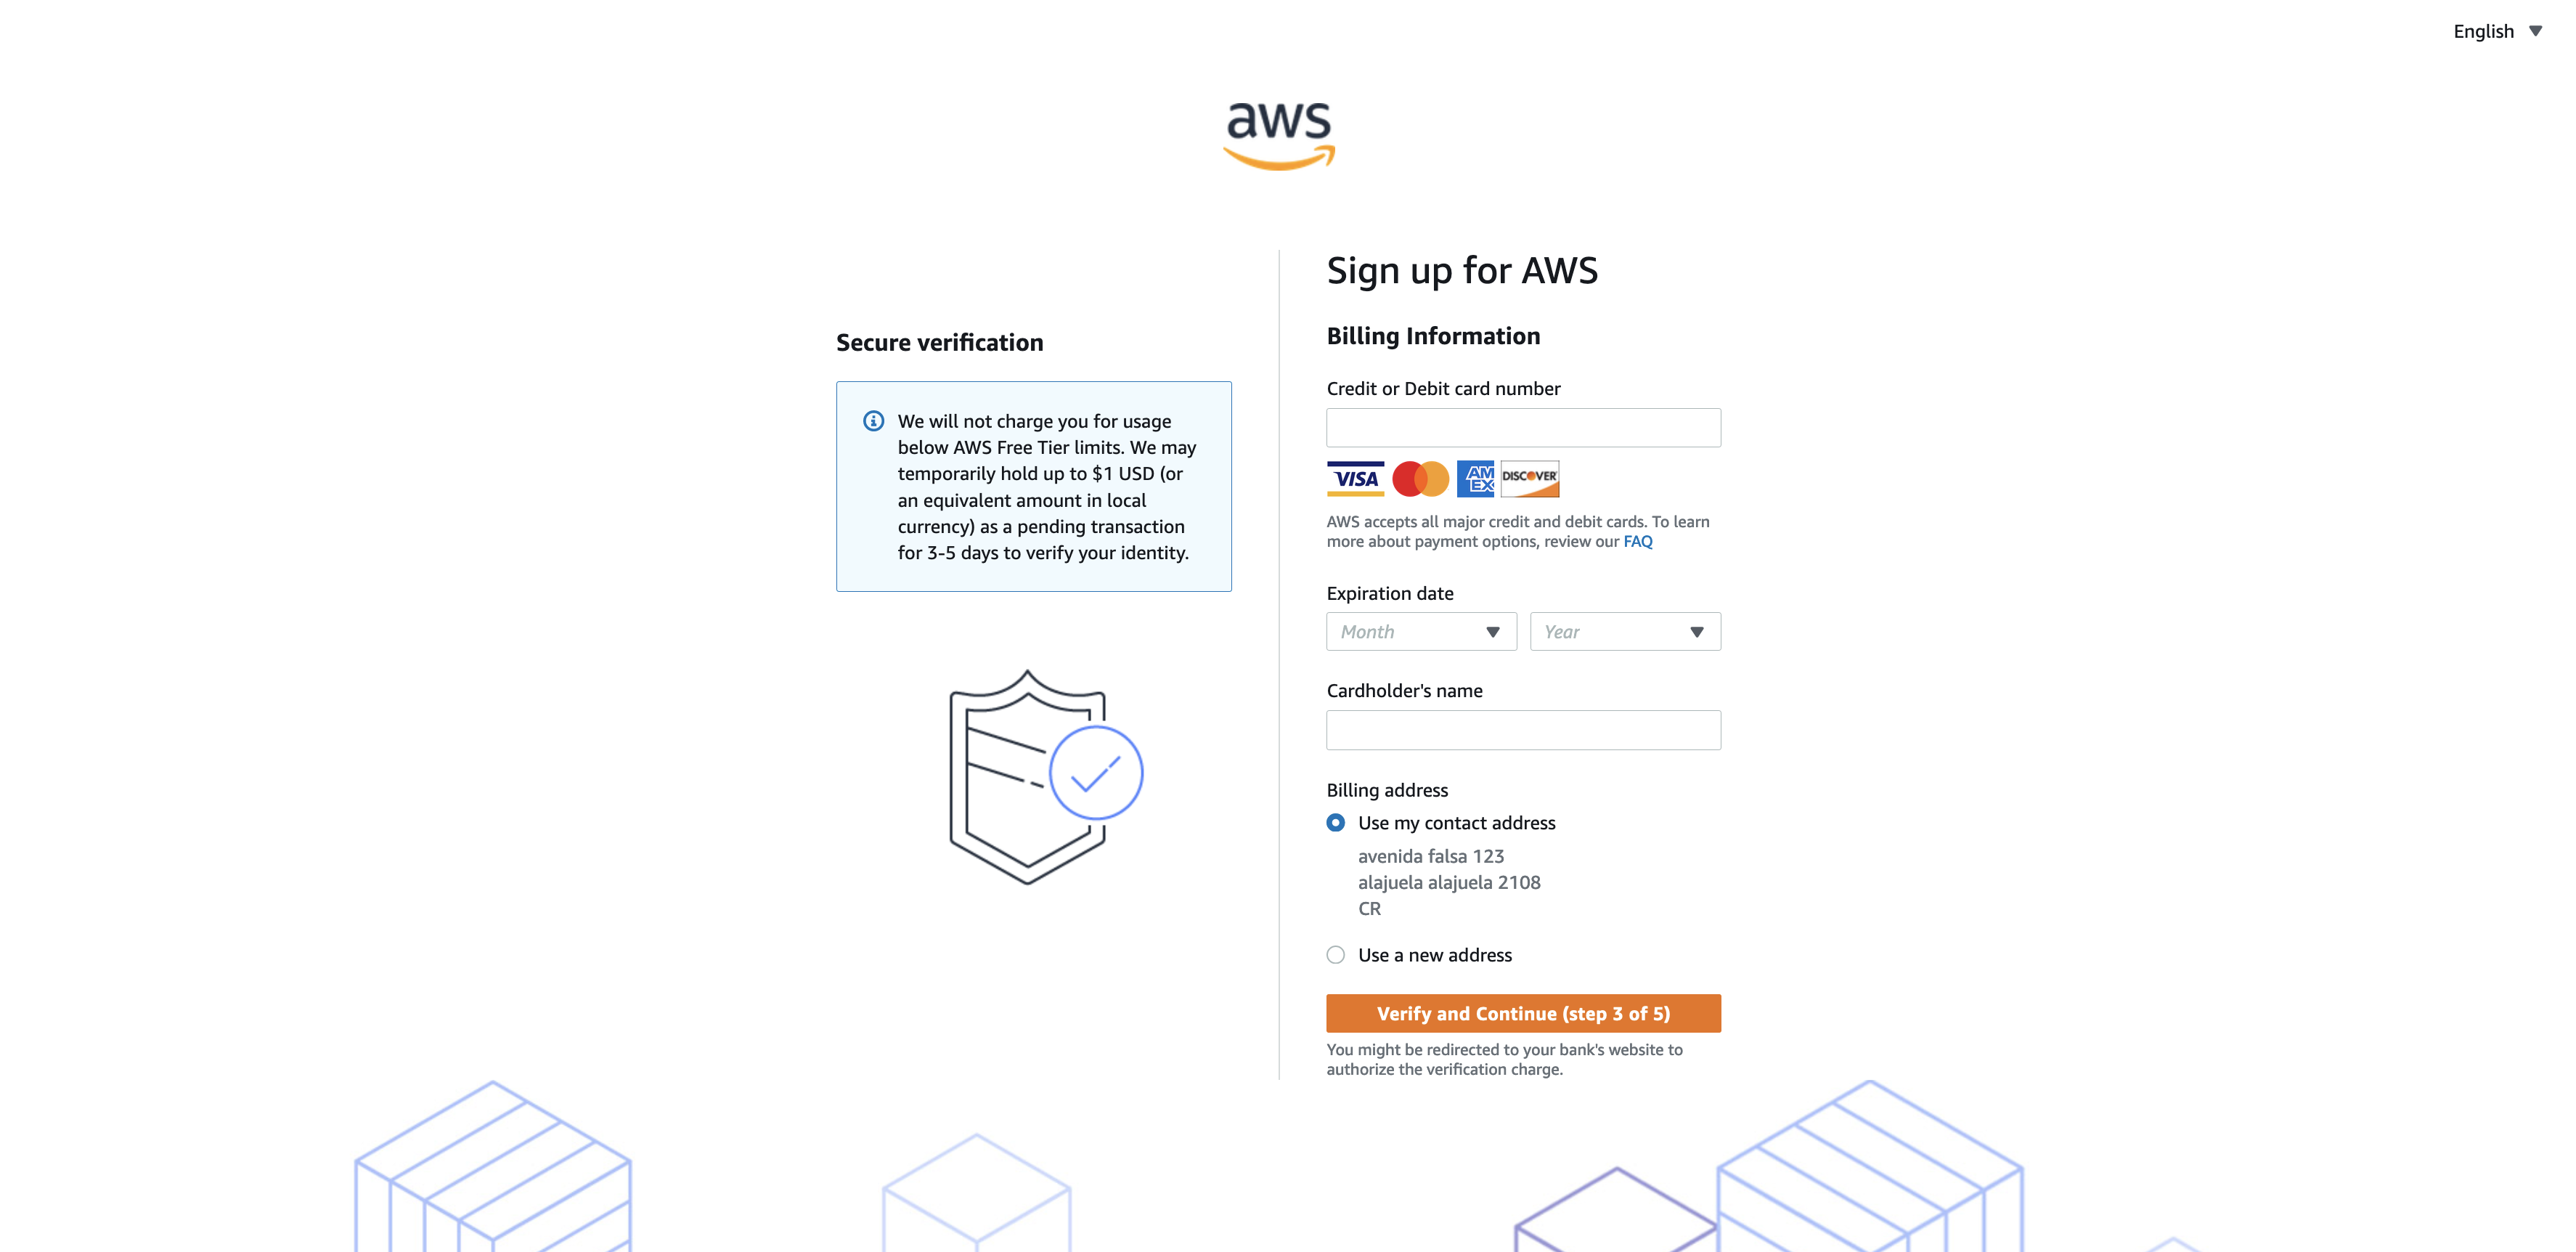 English
aws
Sign up for AWS
Secure verification
We will not charge you for usage
below AWS Free Tier limits. We may
temporarily hold up to $1 USD (or
an equivalent amount in local
currency) as a pending transaction
for 3-5 days to verify your identity.
Billing Information
Credit or Debit card number
VISA AM EX DISCOVER
AWS accepts all major credit and debit cards. To learn
more about payment options, review our FAQ
Expiration date
Month Year
Cardholder's name
Billing address
Use my contact address
avenida falsa 123
alajuela alajuela 2108
CR
Use a new address
Verify and Continue (step 3 of 5)
You might be redirected to your bank's website to
authorize the verification charge.